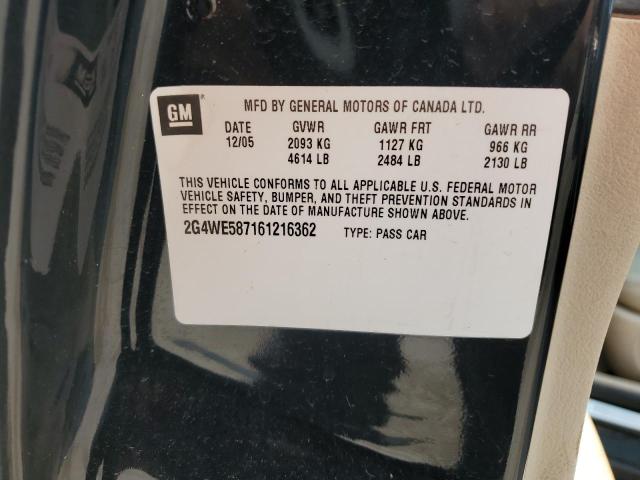 GM MFD BY GENERAL MOTORS OF CANADA LTD.
DATE GVWR GAWR FRT GAWR RR
12/05 2093 KG 1127 KG 966 KG
4614 LB 2484 LB 2130 LB
THIS VEHICLE CONFORMS TO ALL APPLICABLE U.S. FEDERAL MOTOR
VEHICLE SAFETY, BUMPER, AND THEFT PREVENTION STANDARDS IN
EFFECT ON THE DATE OF MANUFACTURE SHOWN ABOVE.
2G4WE587161216362 TYPE: PASS CAR